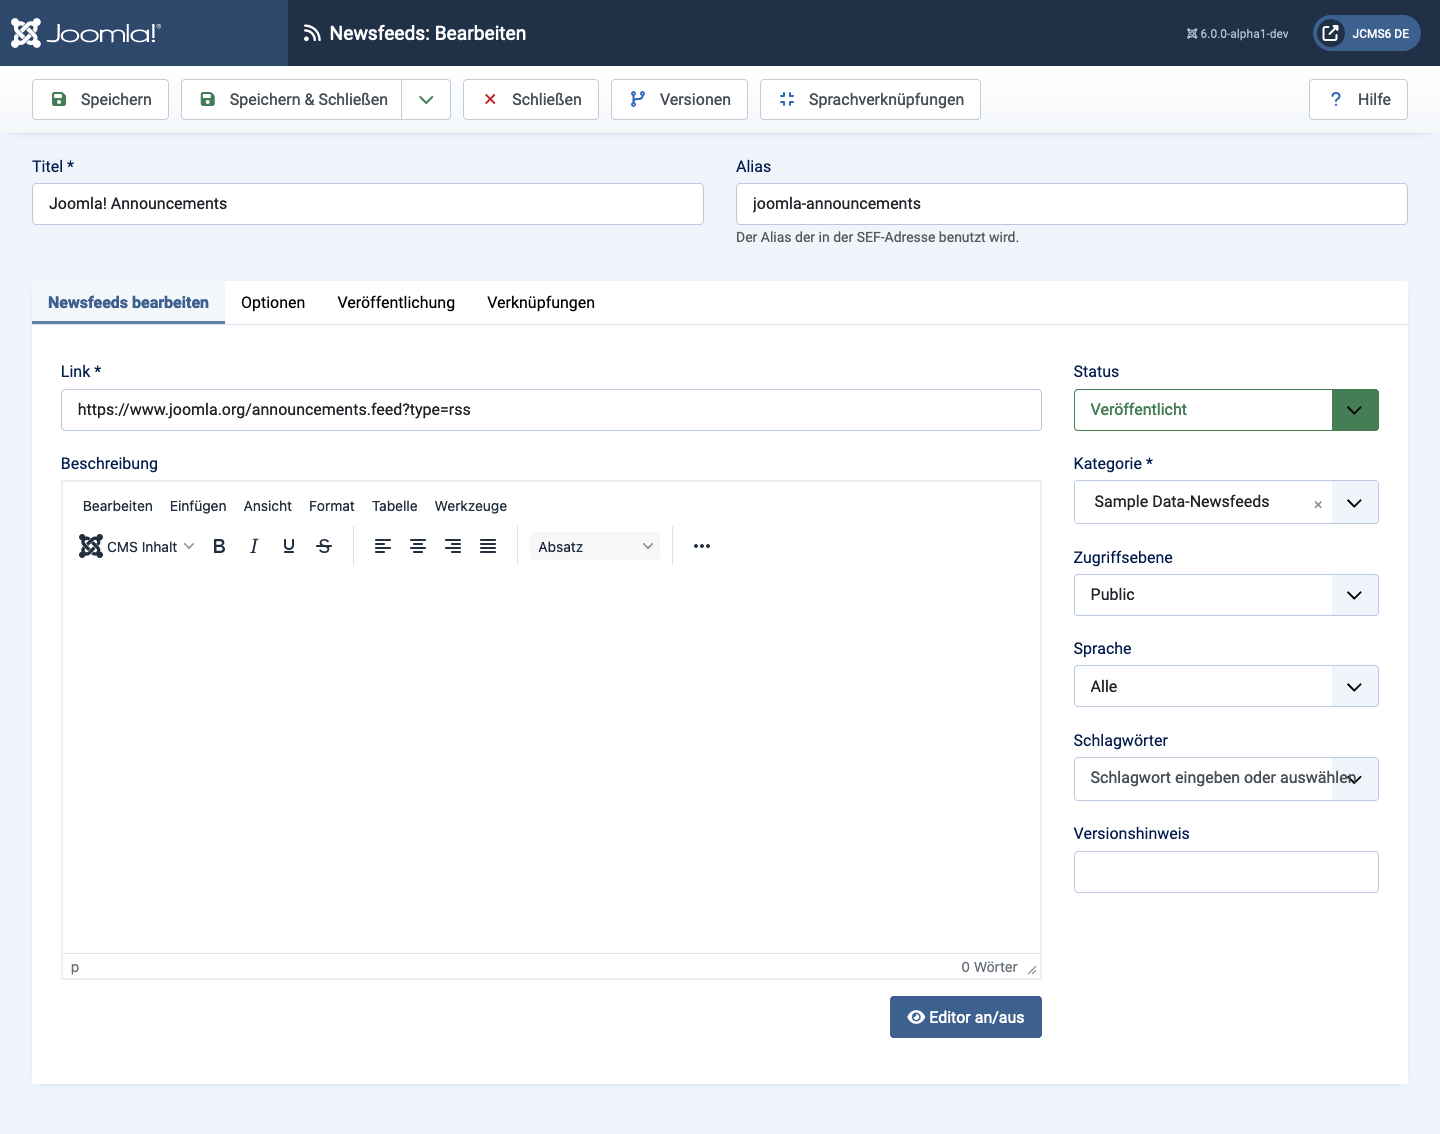 Joomla!®
Newsfeeds: Bearbeiten
6.0.0-alpha1-dev
JCMS6 DE
Speichern
Speichern & Schließen
Schließen
Versionen
Sprachverknüpfungen
? Hilfe
Titel *
Joomla! Announcements
Alias
joomla-announcements
Der Alias der in der SEF-Adresse benutzt wird.
Newsfeeds bearbeiten
Optionen
Veröffentlichung
Verknüpfungen
Link *
https://www.joomla.org/announcements.feed?type=rss
Beschreibung
Bearbeiten Einfügen Ansicht Format Tabelle Werkzeuge
CMS Inhalt B I U S Absatz
p
0 Wörter
Editor an/aus
Status
Veröffentlicht
Kategorie *
Sample Data-Newsfeeds ×
Zugriffsebene
Public
Sprache
Alle
Schlagwörter
Schlagwort eingeben oder auswählen
Versionshinweis